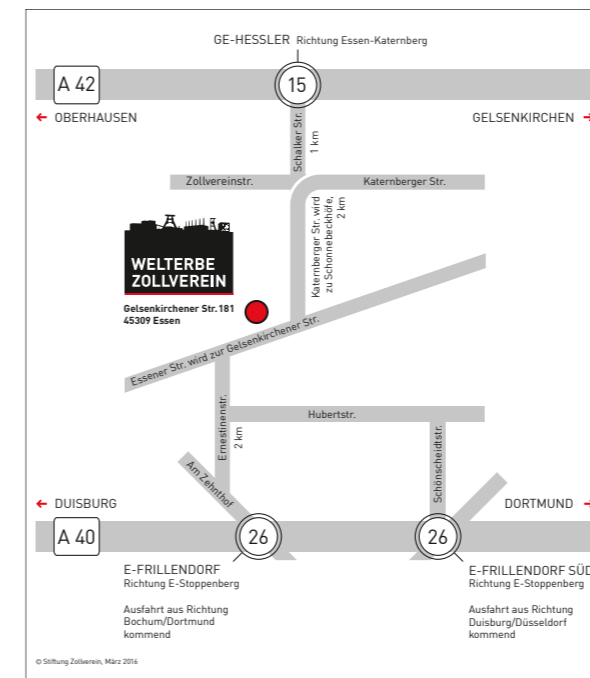 GE-HESSLER Richtung Essen-Katernberg
A 42
15
← OBERHAUSEN
GELSENKIRCHEN →
Schalker Str.
1 km
Zollvereinstr.
Katernberger Str.
Katernberger Str. wird
zu Schonnebeckhöfe,
2 km
WELTERBE
ZOLLVEREIN
Gelsenkirchener Str. 181
45309 Essen
Essener Str. wird zur Gelsenkirchener Str.
Ernestinenstr.
2 km
Hubertstr.
Schönscheidtstr.
Am Zehnthof
← DUISBURG
DORTMUND →
A 40
26
26
E-FRILLENDORF
Richtung E-Stoppenberg
Ausfahrt aus Richtung
Bochum/Dortmund
kommend
E-FRILLENDORF SÜD
Richtung E-Stoppenberg
Ausfahrt aus Richtung
Duisburg/Düsseldorf
kommend
© Stiftung Zollverein, März 2016